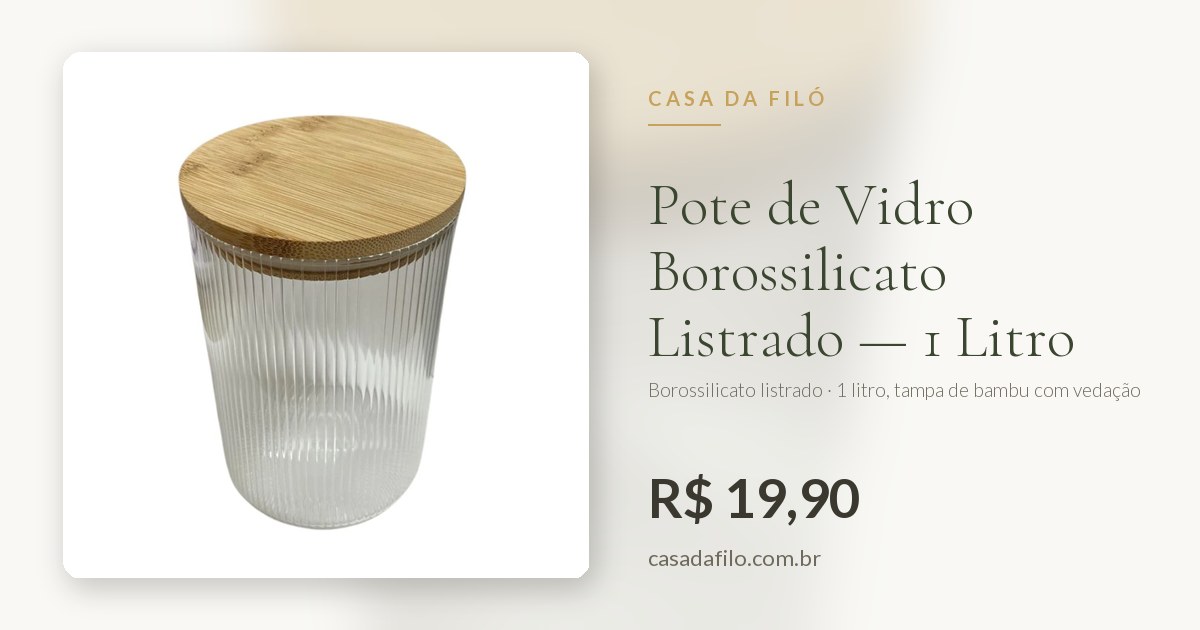 CASA DA FILÓ
Pote de Vidro
Borossilicato
Listrado — 1 Litro
Borossilicato listrado · 1 litro, tampa de bambu com vedação
R$ 19,90
casadafilo.com.br